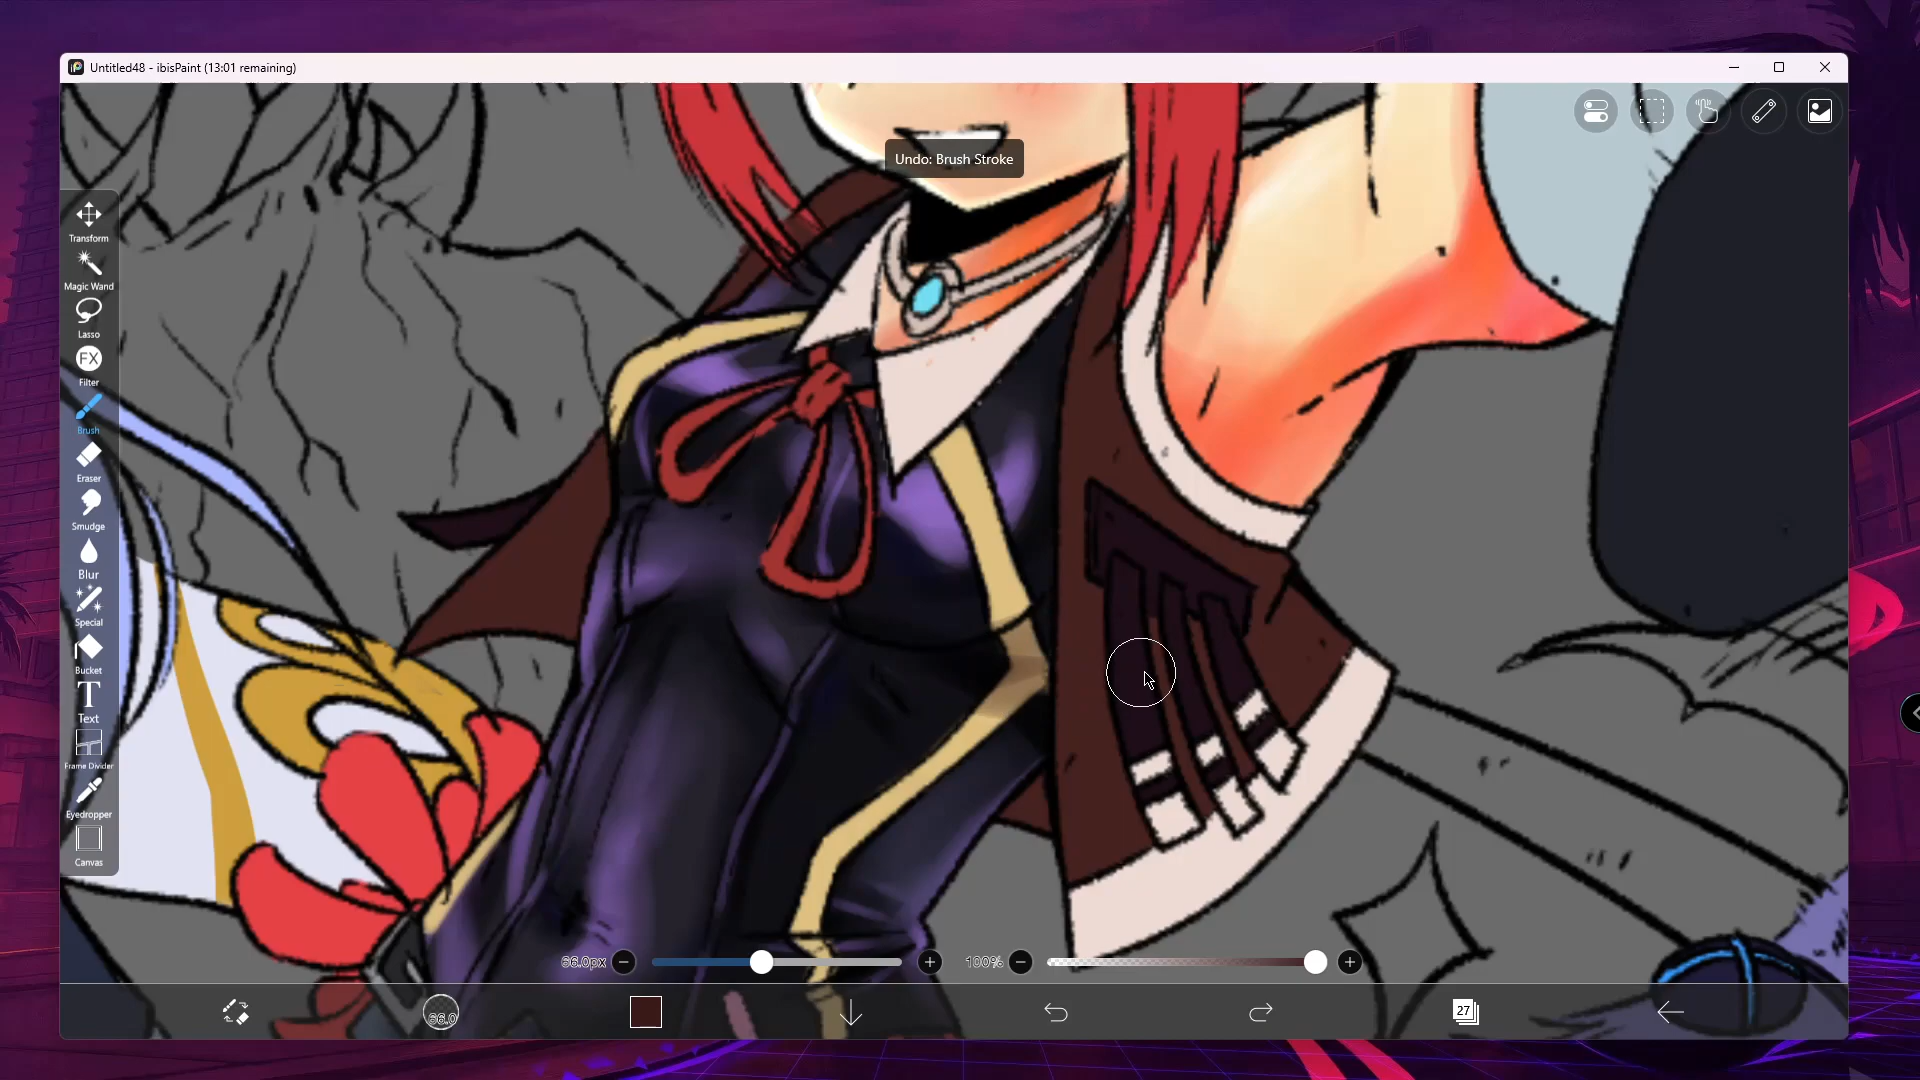 Untitled48 - ibisPaint (13:01 remaining)
Undo: Brush Stroke
Transform
Magic Wand
Lasso
FX
Filter
Brush
Eraser
Smudge
Blur
Special
Bucket
T
Text
Frame Divider
Eyedropper
Canvas
66.0px
100%
66.0
27